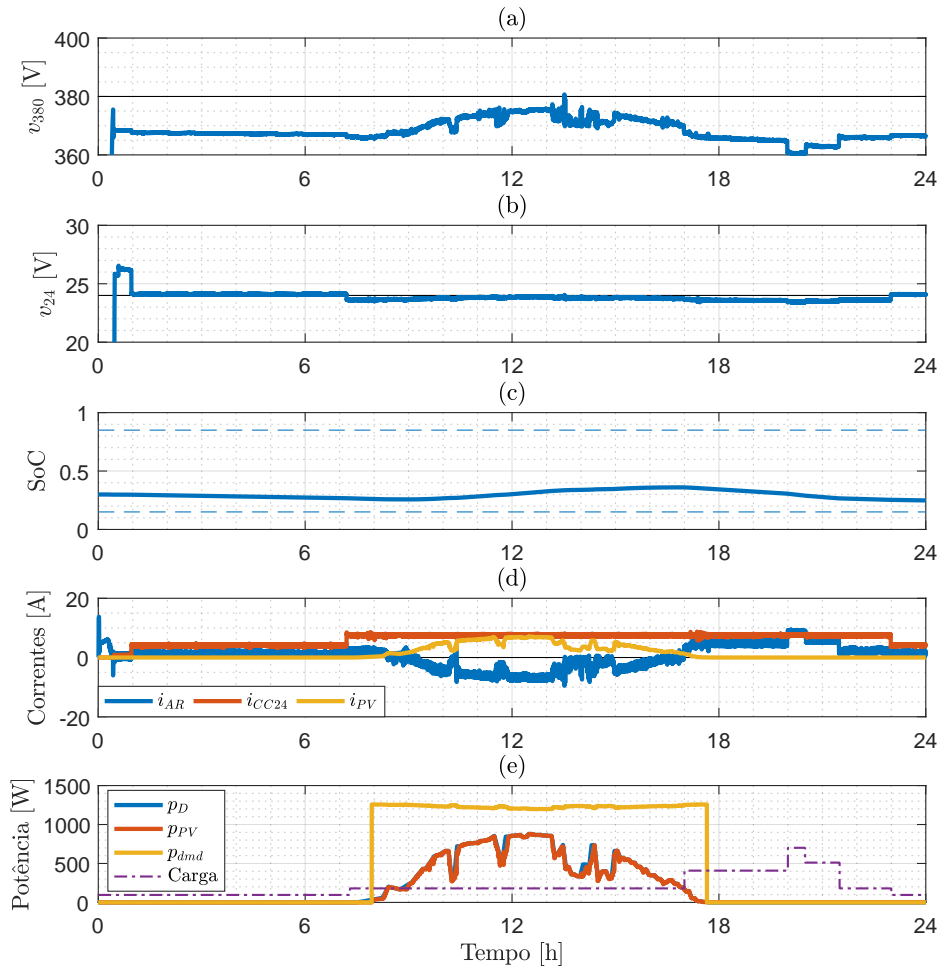 (a)
v380 [V]
400
380
360
0
6
12
18
24
(b)
v24 [V]
30
25
20
0
6
12
18
24
(c)
SoC
1
0.5
0
0
6
12
18
24
(d)
Correntes [A]
20
0
-20
iAR
iCC24
iPV
0
6
12
18
24
(e)
Potência [W]
1500
1000
500
0
pD
pPV
pdmd
Carga
0
6
12
18
24
Tempo [h]